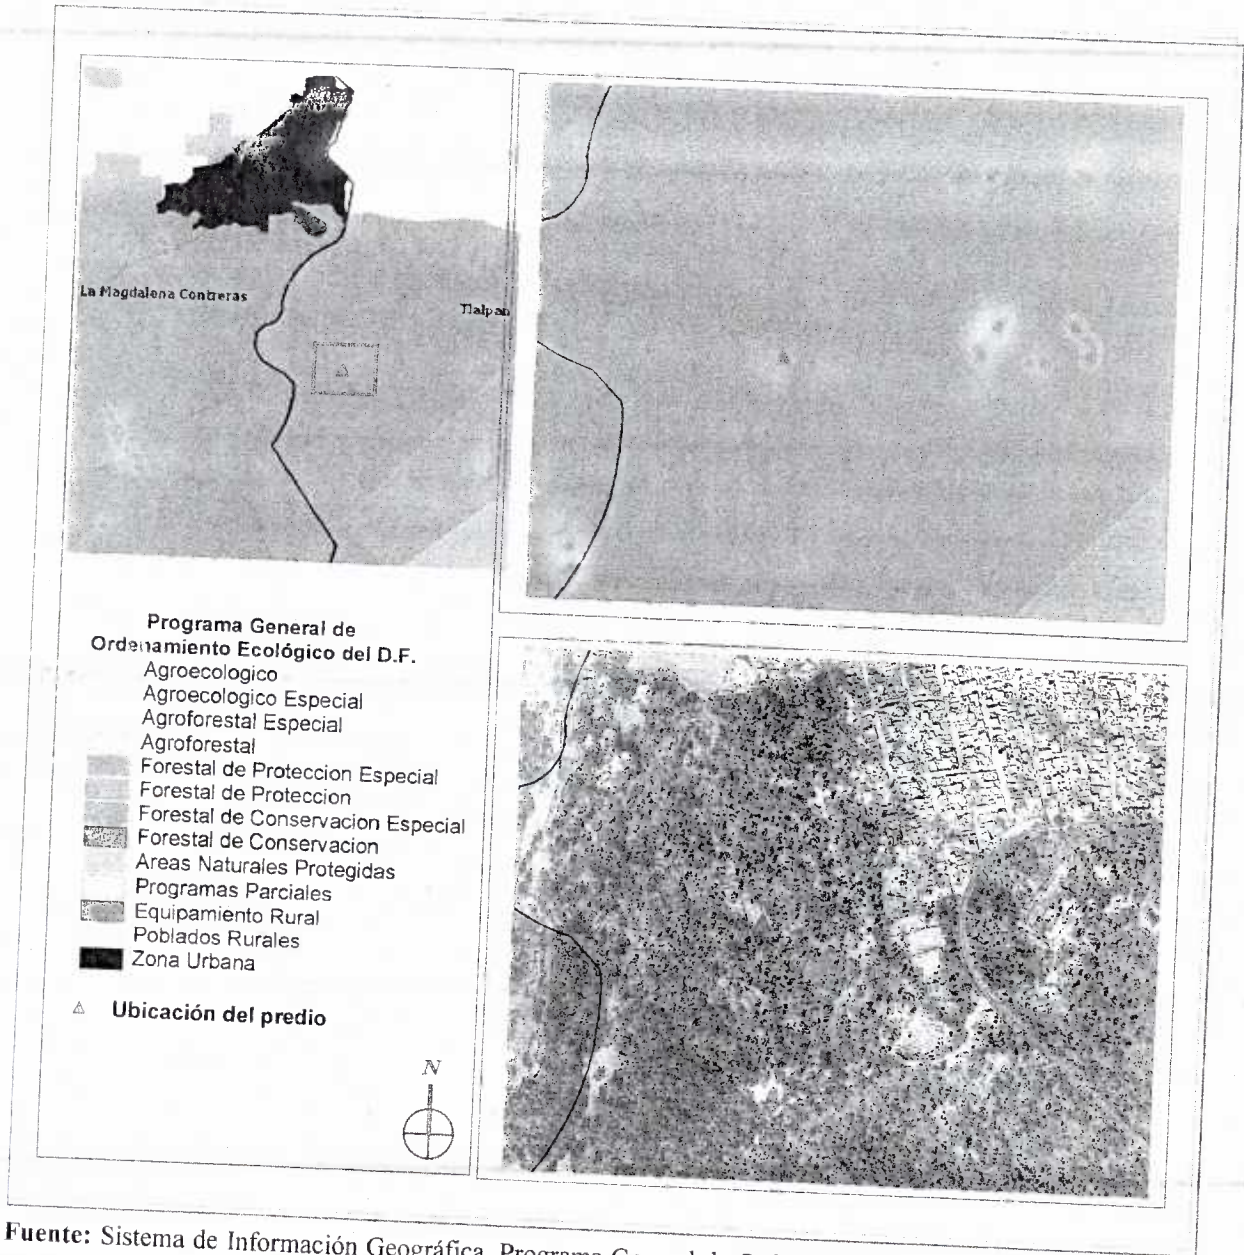 La Magdalena Contreras
Tlalpan
Programa General de
Ordenamiento Ecológico del D.F.
Agroecologico
Agroecologico Especial
Agroforestal Especial
Agroforestal
Forestal de Proteccion Especial
Forestal de Proteccion
Forestal de Conservacion Especial
Forestal de Conservacion
Areas Naturales Protegidas
Programas Parciales
Equipamiento Rural
Poblados Rurales
Zona Urbana
Ubicación del predio
N
Fuente: Sistema de Información Geográfica, Programa General de